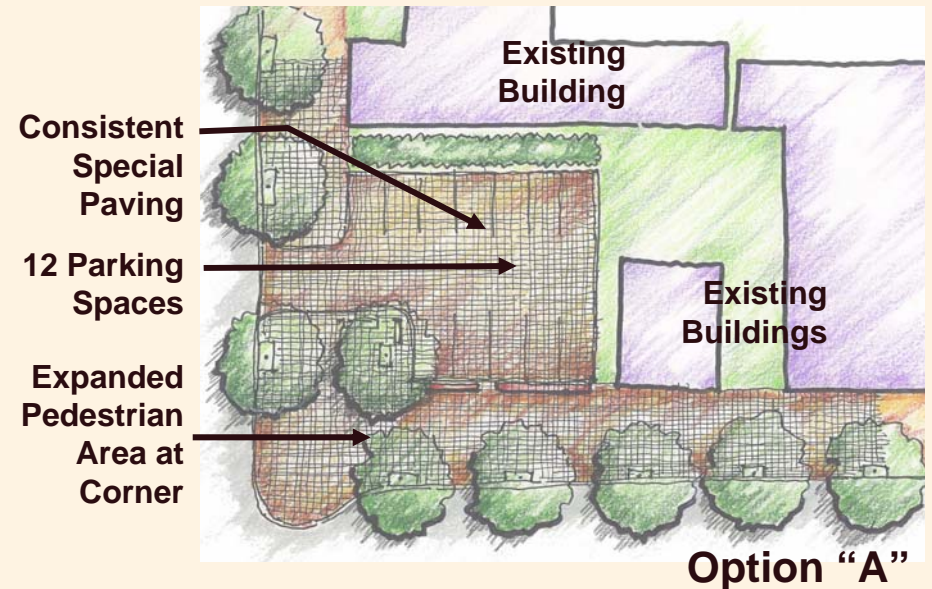 Existing
Building
Consistent
Special
Paving
12 Parking
Spaces
Existing
Buildings
Expanded
Pedestrian
Area at
Corner
Option “A”